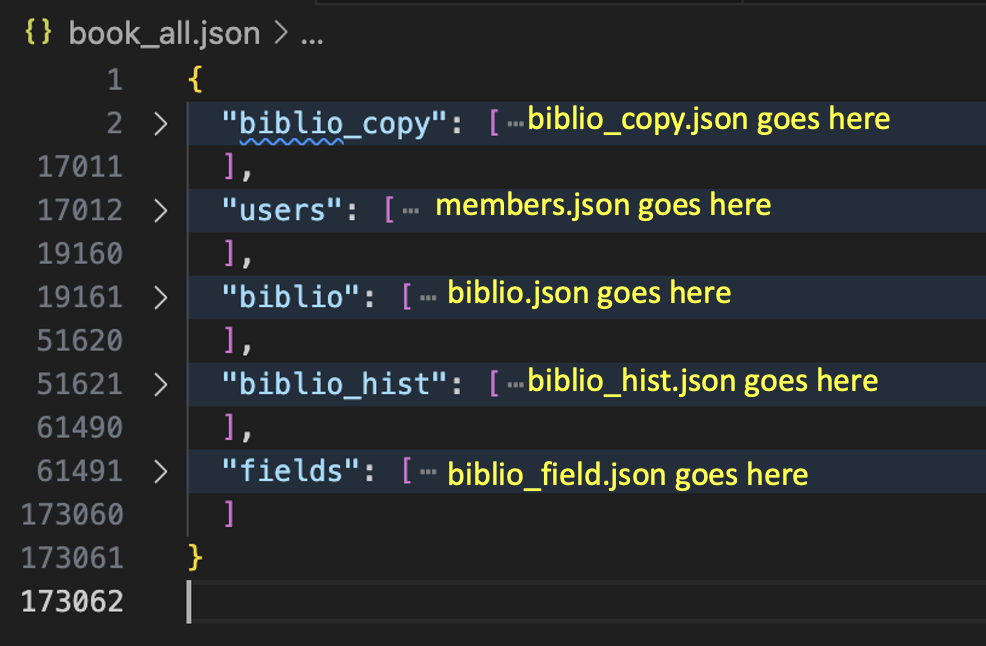 {} book_all.json > ...
1 {
2 > "biblio_copy": [ ··· biblio_copy.json goes here
17011 ],
17012 > "users": [ ··· members.json goes here
19160 ],
19161 > "biblio": [ ··· biblio.json goes here
51620 ],
51621 > "biblio_hist": [ ··· biblio_hist.json goes here
61490 ],
61491 > "fields": [ ··· biblio_field.json goes here
173060 ]
173061 }
173062